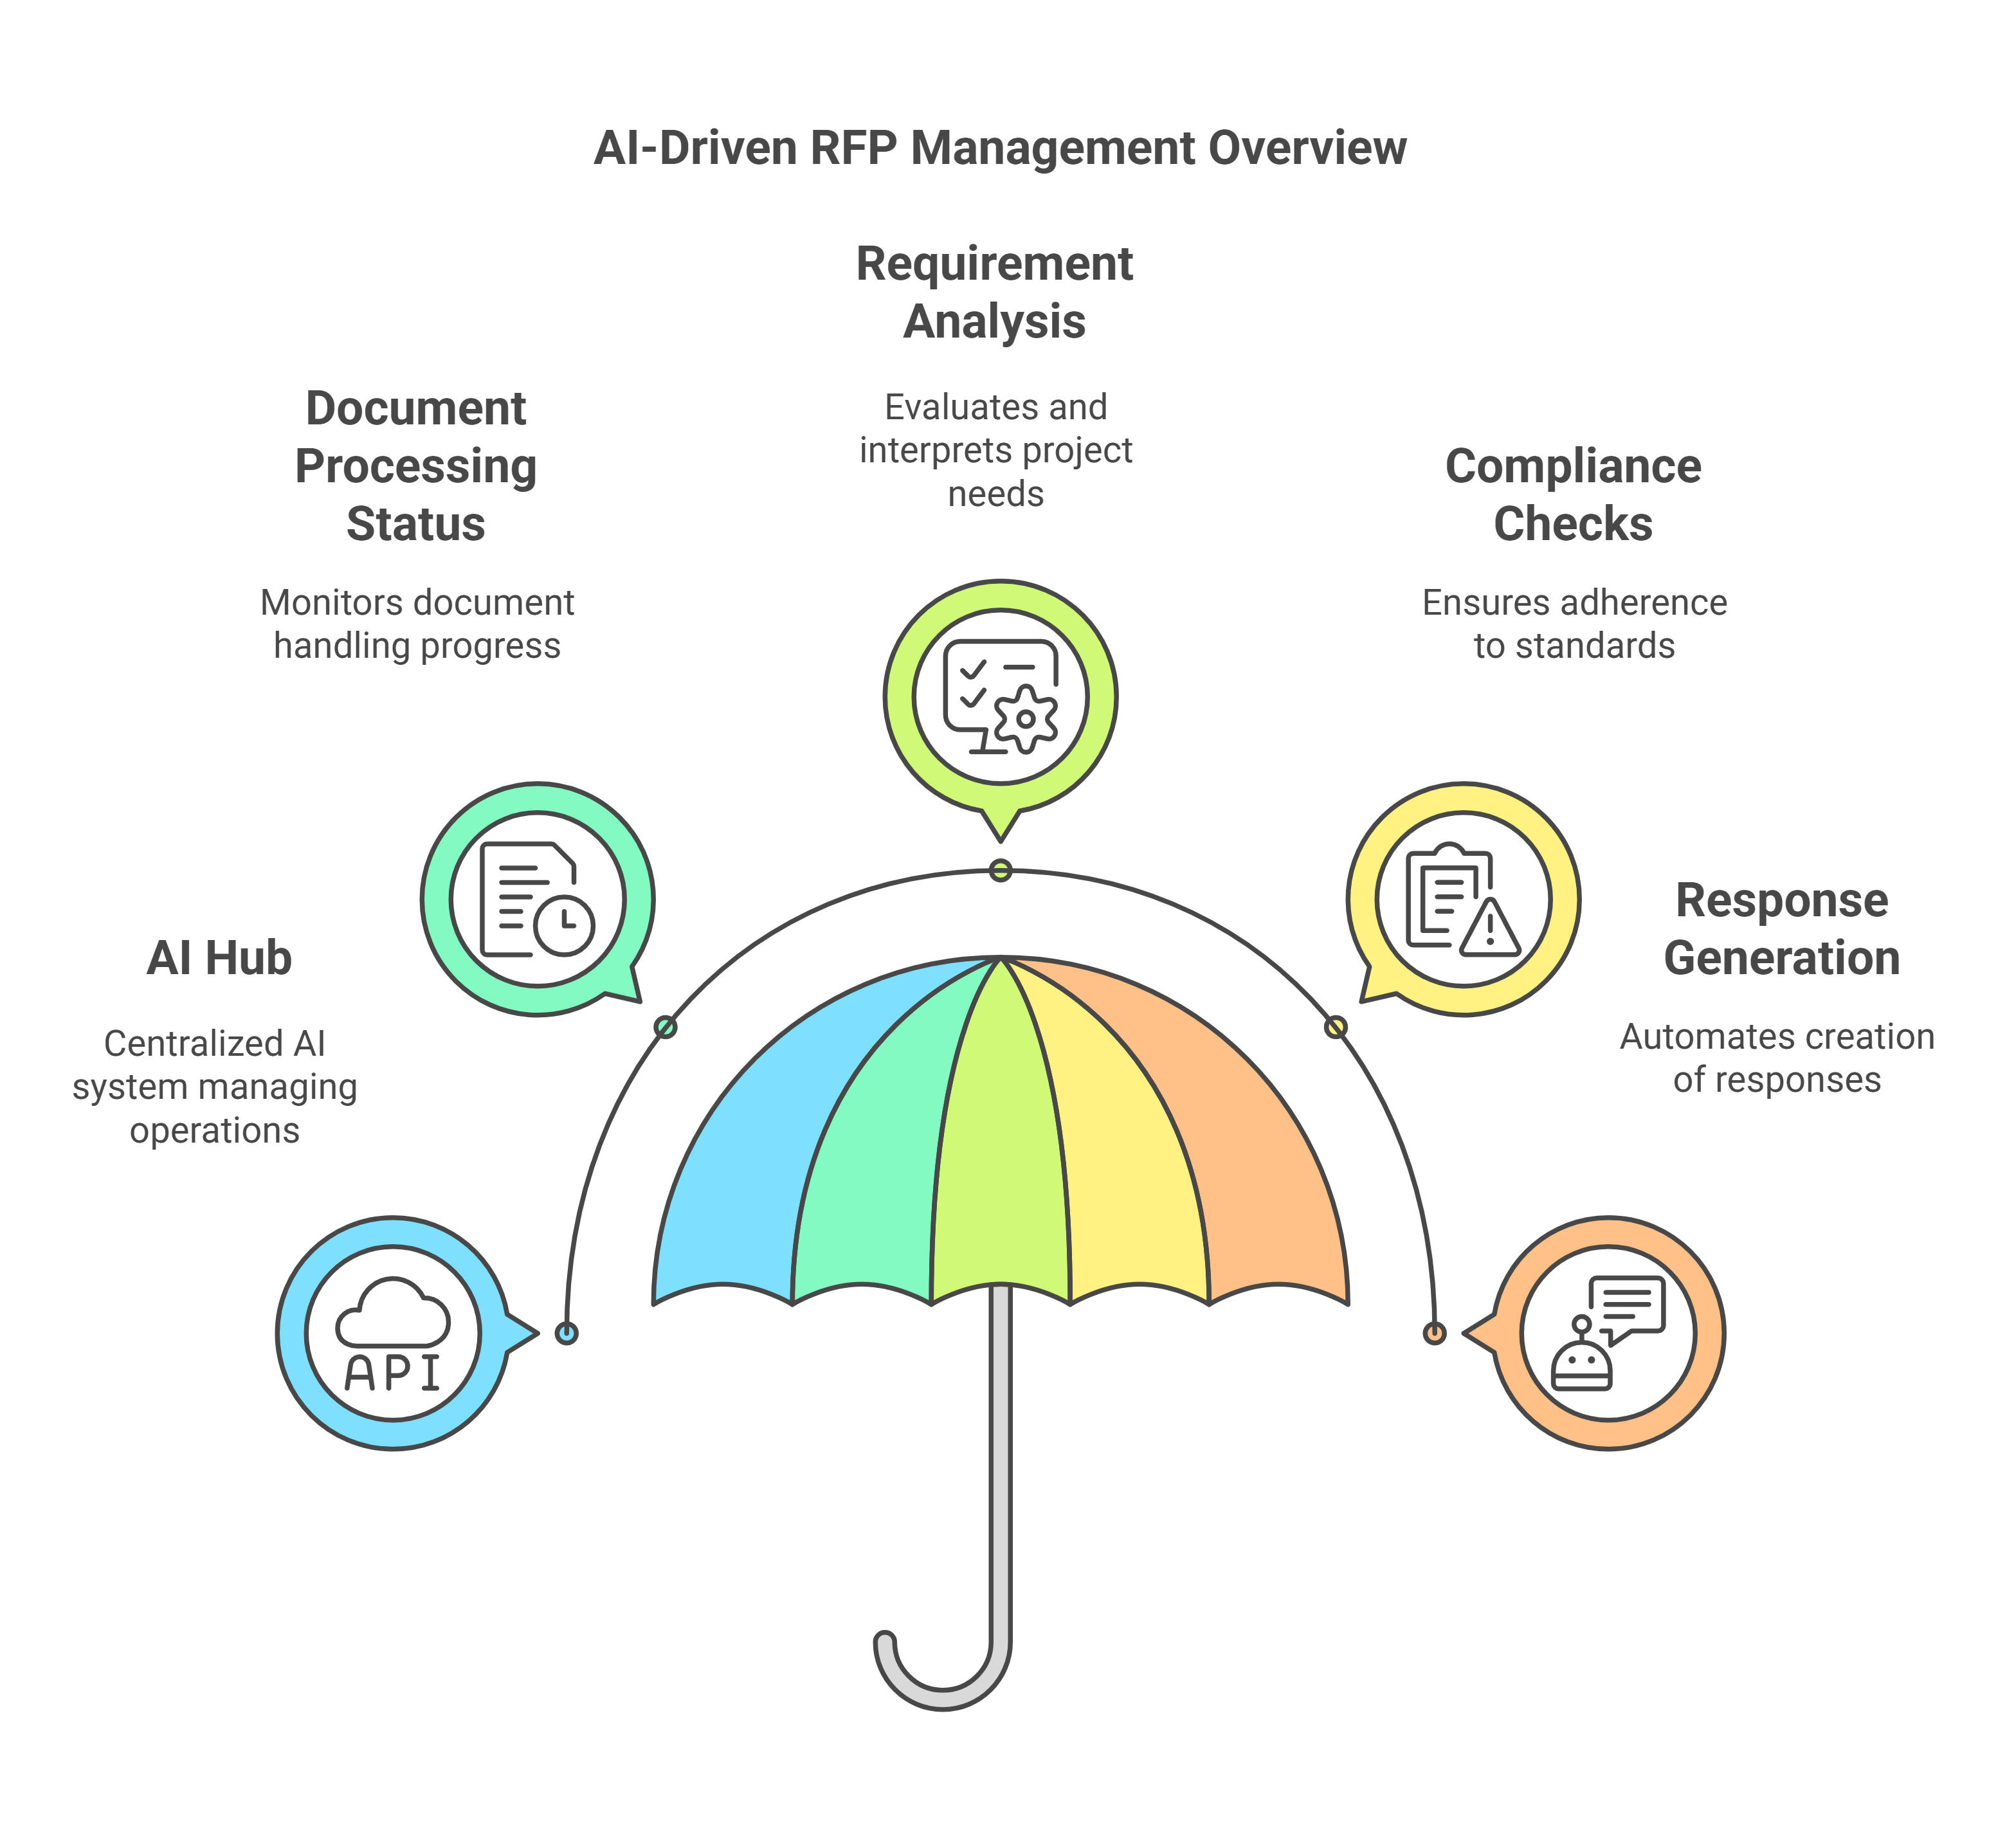 AI-Driven RFP Management Overview
Requirement
Analysis
Evaluates and
interprets project
needs
Document
Processing
Status
Monitors document
handling progress
Compliance
Checks
Ensures adherence
to standards
AI Hub
Centralized AI
system managing
operations
Response
Generation
Automates creation
of responses
API